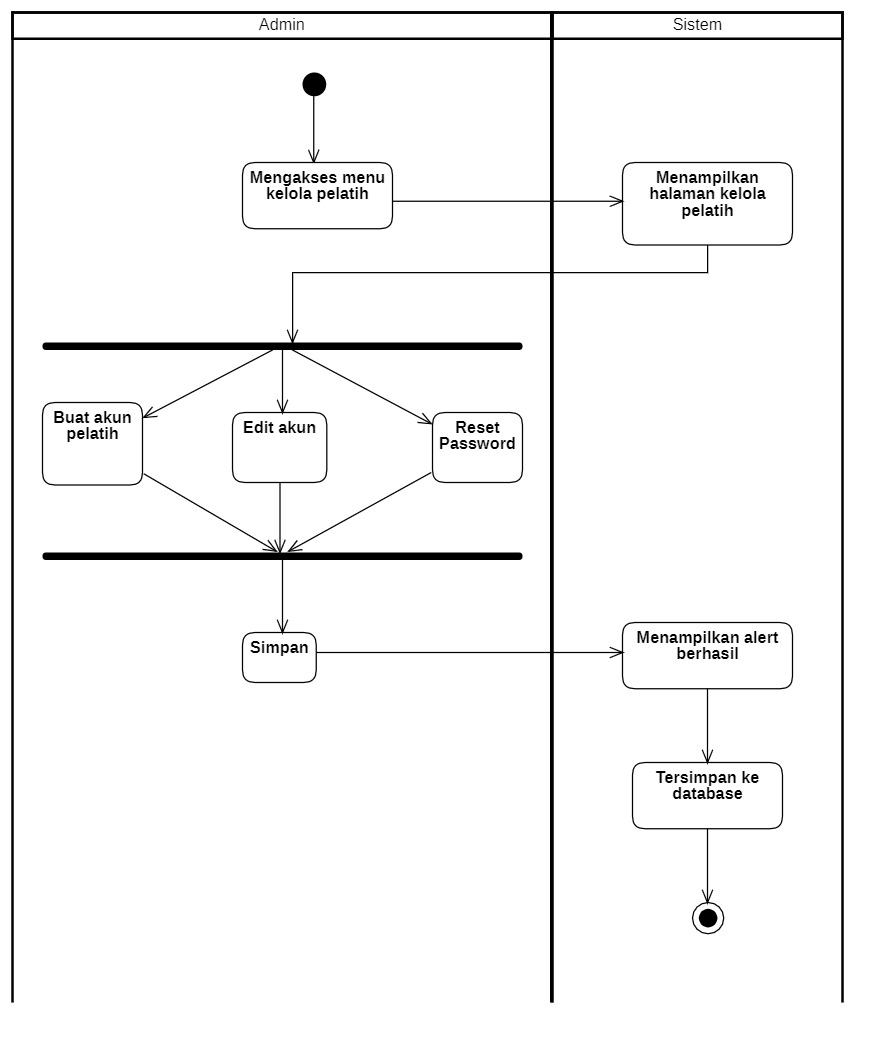 Admin
Sistem
Mengakses menu
kelola pelatih
Menampilkan
halaman kelola
pelatih
Buat akun
pelatih
Edit akun
Reset
Password
Simpan
Menampilkan alert
berhasil
Tersimpan ke
database